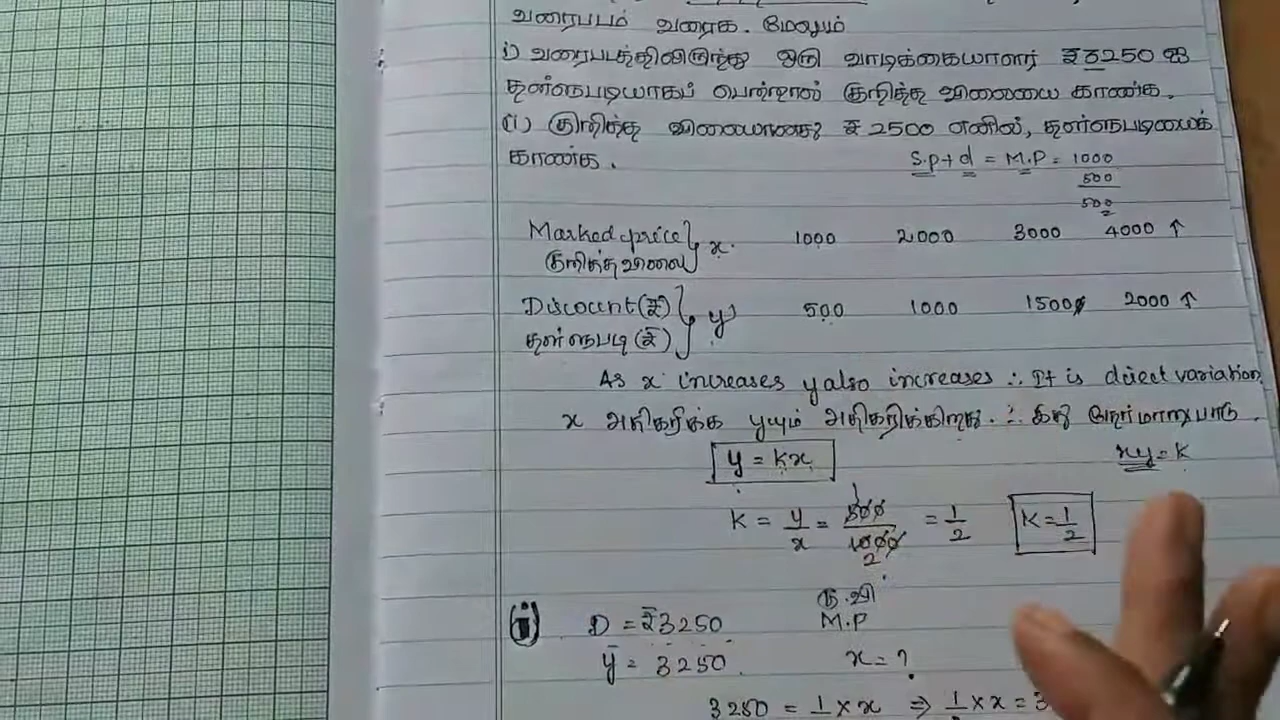 வரைபடம் வரைக. மேலும்
i) வரைபடத்திலிருந்து ஒரு வாடிக்கையாளர் ₹3250 ஐ
தள்ளுபடியாகப் பெற்றால் குறித்த விலையை காண்க.
(ii) குறித்த விலையானது ₹ 2500 எனில், தள்ளுபடியைக்
காண்க.
S.p + d = M.P = 1000
500
500
Marked price } x. 1000 2000 3000 4000 ↑
குறித்த விலை
Discount (₹) } y 500 1000 1500 2000 ↑
தள்ளுபடி (₹)
As x increases y also increases ∴ It is direct variation
x அதிகரிக்க yயும் அதிகரிக்கிறது. ∴ இது நேர்மாறுபாடு.
y = kx
xy = k
K = y/x = 500/1000 = 1/2 K = 1/2
1
2
(i) D = ₹3250 கு.வி
M.P
y = 3250 x = ?
3250 = 1 × x ⇒ 1 × x = 3